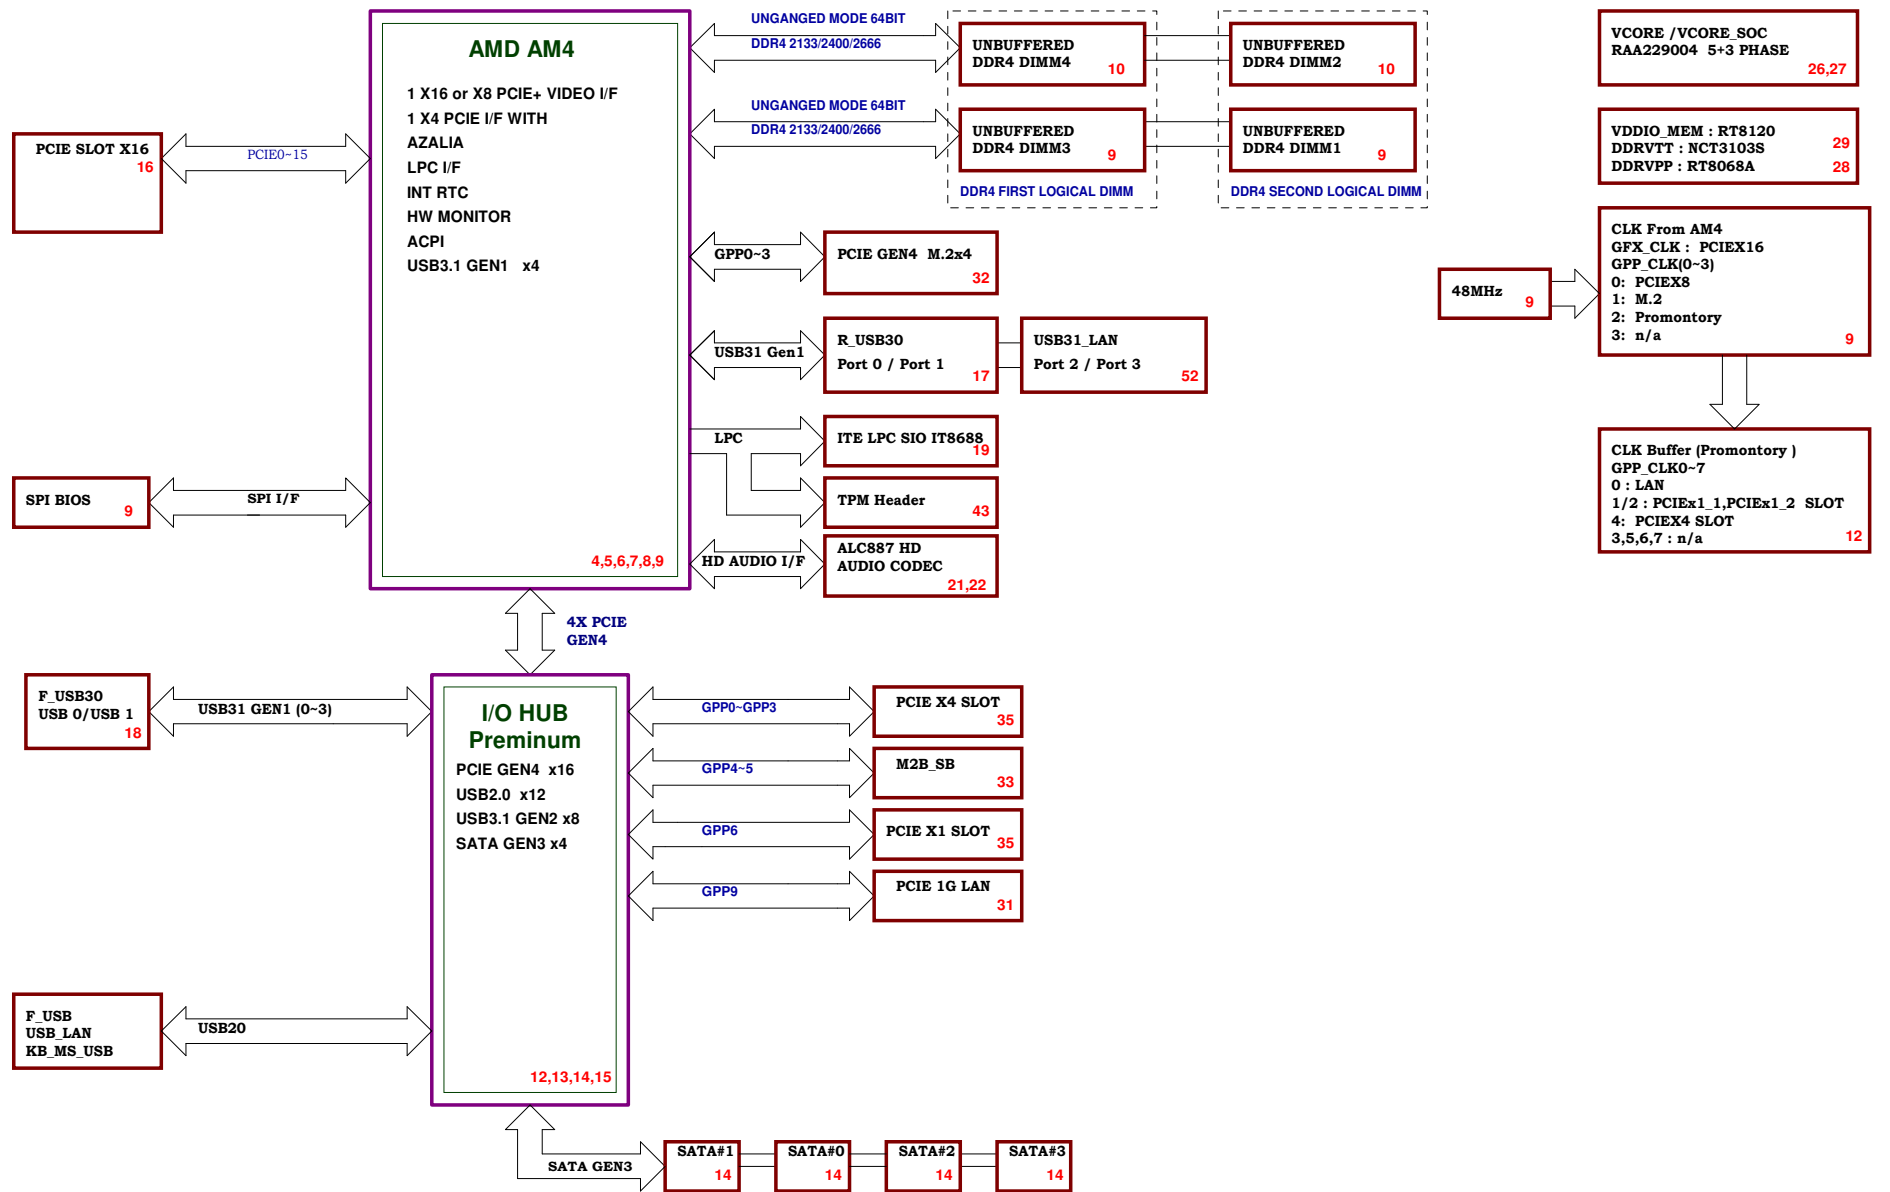 AMD AM4
1 X16 or X8 PCIE+ VIDEO I/F
1 X4 PCIE I/F WITH
AZALIA
LPC I/F
INT RTC
HW MONITOR
ACPI
USB3.1 GEN1 x4
4,5,6,7,8,9
PCIE SLOT X16
16
PCIE0~15
SPI BIOS
9
SPI I/F
UNGANGED MODE 64BIT
DDR4 2133/2400/2666
UNBUFFERED
DDR4 DIMM4
10
UNBUFFERED
DDR4 DIMM2
10
UNGANGED MODE 64BIT
DDR4 2133/2400/2666
UNBUFFERED
DDR4 DIMM3
9
UNBUFFERED
DDR4 DIMM1
9
DDR4 FIRST LOGICAL DIMM
DDR4 SECOND LOGICAL DIMM
GPP0~3
PCIE GEN4 M.2x4
32
USB31 Gen1
R_USB30
Port 0 / Port 1
17
USB31_LAN
Port 2 / Port 3
52
LPC
ITE LPC SIO IT8688
19
TPM Header
43
HD AUDIO I/F
ALC887 HD
AUDIO CODEC
21,22
4X PCIE
GEN4
VCORE /VCORE_SOC
RAA229004 5+3 PHASE
26,27
VDDIO_MEM : RT8120
DDRVTT : NCT3103S
DDRVPP : RT8068A
29
28
48MHz
9
CLK From AM4
GFX_CLK : PCIEX16
GPP_CLK(0~3)
0: PCIEX8
1: M.2
2: Promontory
3: n/a
9
CLK Buffer (Promontory )
GPP_CLK0~7
0 : LAN
1/2 : PCIEx1_1,PCIEx1_2 SLOT
4: PCIEX4 SLOT
3,5,6,7 : n/a
12
F_USB30
USB 0/USB 1
18
USB31 GEN1 (0~3)
I/O HUB
Preminum
PCIE GEN4 x16
USB2.0 x12
USB3.1 GEN2 x8
SATA GEN3 x4
12,13,14,15
GPP0~GPP3
PCIE X4 SLOT
35
GPP4~5
M2B_SB
33
GPP6
PCIE X1 SLOT
35
GPP9
PCIE 1G LAN
31
F_USB
USB_LAN
KB_MS_USB
USB20
SATA GEN3
SATA#1
14
SATA#0
14
SATA#2
14
SATA#3
14